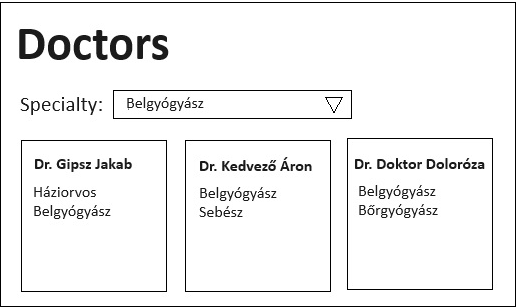 Doctors
Specialty: Belgyógyász
Dr. Gipsz Jakab
Háziorvos
Belgyógyász
Dr. Kedvező Áron
Belgyógyász
Sebész
Dr. Doktor Doloróza
Belgyógyász
Bőrgyógyász